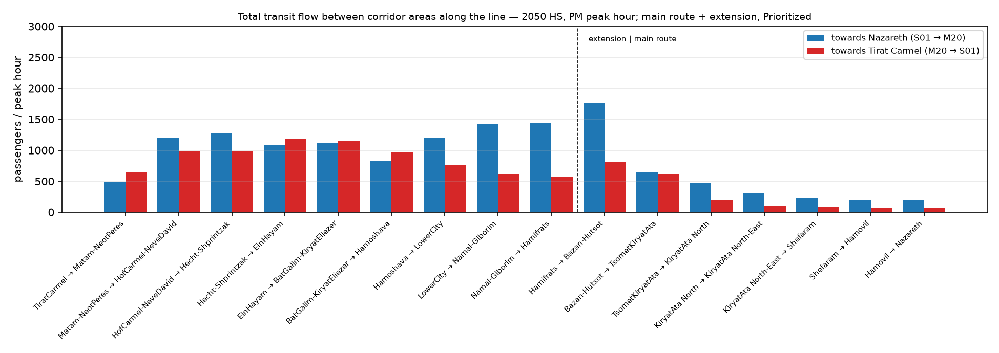 Total transit flow between corridor areas along the line — 2050 HS, PM peak hour; main route + extension, Prioritized
passengers / peak hour
3000
2500
2000
1500
1000
500
0
extension | main route
towards Nazareth (S01 → M20)
towards Tirat Carmel (M20 → S01)
TiratCarmel → Matam-NeotPeres
Matam-NeotPeres → HofCarmel-NeveDavid
HofCarmel-NeveDavid → Hecht-Shprintzak
Hecht-Shprintzak → EinHayam
EinHayam → BatGalim-KiryatEliezer
BatGalim-KiryatEliezer → Hamoshava
Hamoshava → LowerCity
LowerCity → Namal-Giborim
Namal-Giborim → Hamifrats
Hamifrats → Bazan-Hutsot
Bazan-Hutsot → TsometKiryatAta
TsometKiryatAta → KiryatAta North
KiryatAta North → KiryatAta North-East
KiryatAta North-East → Shefaram
Shefaram → Hamovil
Hamovil → Nazareth